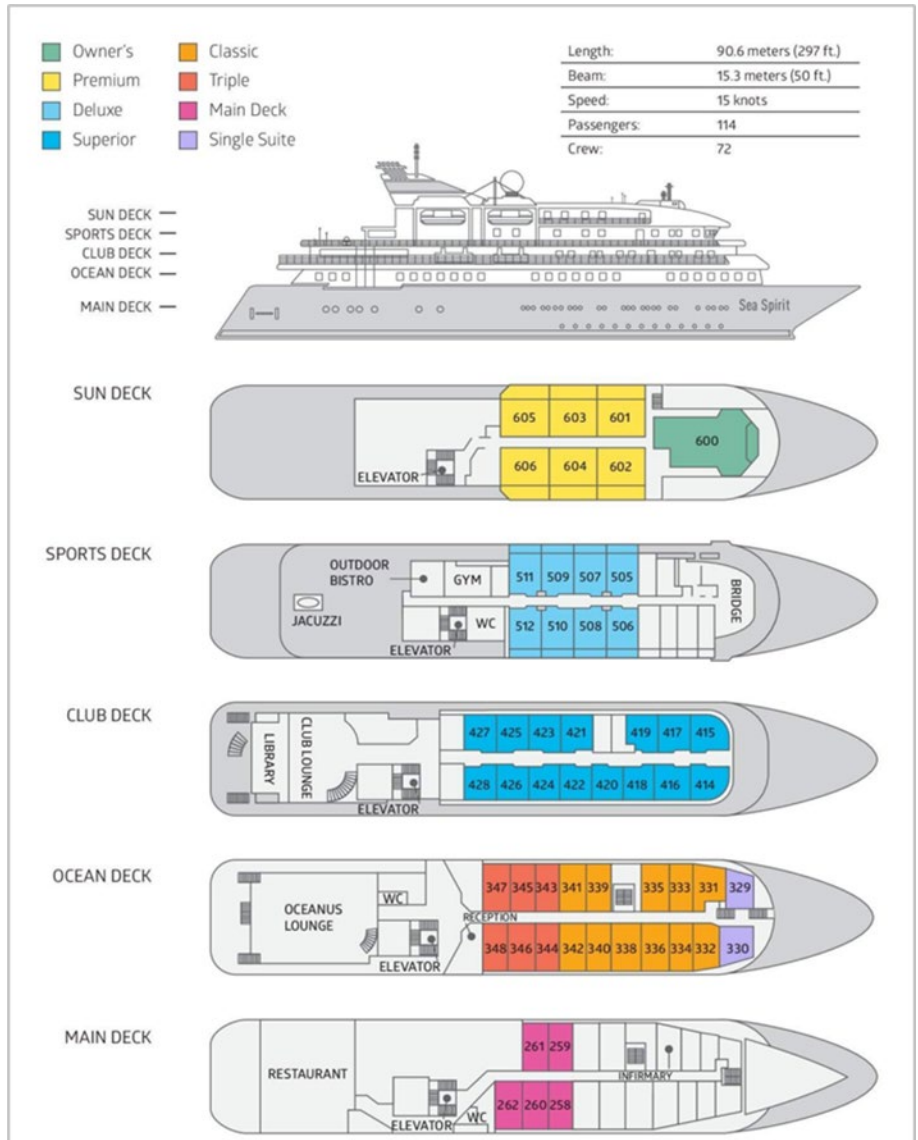 Owner's
Classic
Premium
Triple
Deluxe
Main Deck
Superior
Single Suite
Length: 90.6 meters (297 ft.)
Beam: 15.3 meters (50 ft.)
Speed: 15 knots
Passengers: 114
Crew: 72
SUN DECK
SPORTS DECK
CLUB DECK
OCEAN DECK
MAIN DECK
Sea Spirit
SUN DECK
605 603 601
600
606 604 602
ELEVATOR
SPORTS DECK
OUTDOOR
BISTRO
GYM
511 509 507 505
BRIDGE
JACUZZI
WC
512 510 508 506
ELEVATOR
CLUB DECK
LIBRARY
CLUB LOUNGE
427 425 423 421 419 417 415
428 426 424 422 420 418 416 414
ELEVATOR
OCEAN DECK
347 345 343 341 339 335 333 331 329
WC
OCEANUS
LOUNGE
RECEPTION
348 346 344 342 340 338 336 334 332 330
ELEVATOR
MAIN DECK
261 259
RESTAURANT
INFIRMARY
262 260 258
WC
ELEVATOR